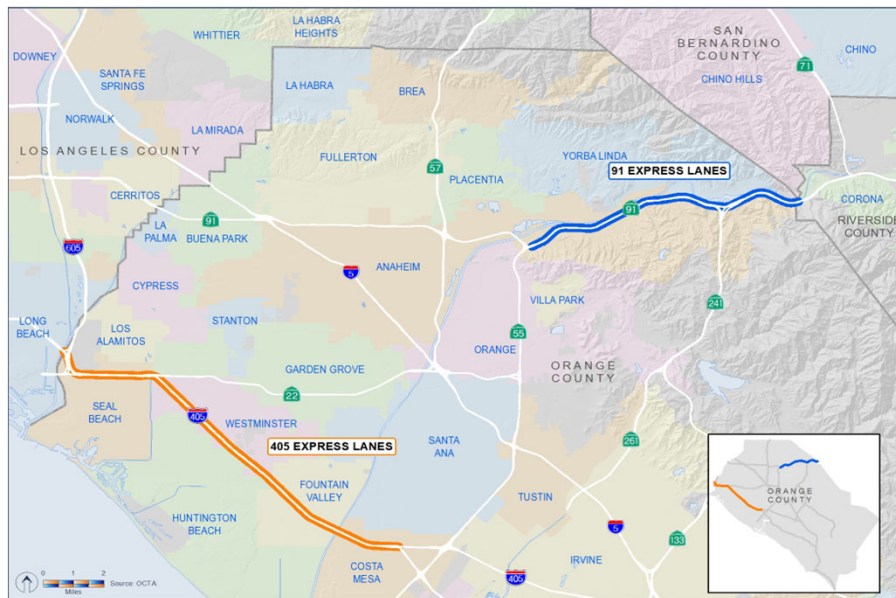 LA HABRA
HEIGHTS
WHITTIER
SAN
BERNARDINO
COUNTY
DOWNEY
CHINO
71
SANTA FE
SPRINGS
LA HABRA
BREA
CHINO HILLS
NORWALK
LA MIRADA
LOS ANGELES COUNTY
FULLERTON
57
YORBA LINDA
91 EXPRESS LANES
PLACENTIA
CERRITOS
91
91
CORONA
LA
PALMA
BUENA PARK
RIVERSIDE
COUNTY
605
ANAHEIM
5
CYPRESS
VILLA PARK
241
LONG
BEACH
LOS
ALAMITOS
STANTON
55
ORANGE
ORANGE
COUNTY
GARDEN GROVE
22
SEAL
BEACH
405
WESTMINSTER
405 EXPRESS LANES
SANTA
ANA
261
FOUNTAIN
VALLEY
TUSTIN
ORANGE
COUNTY
HUNTINGTON
BEACH
5
133
COSTA
MESA
405
IRVINE
0 1 2
Miles
Source: OCTA